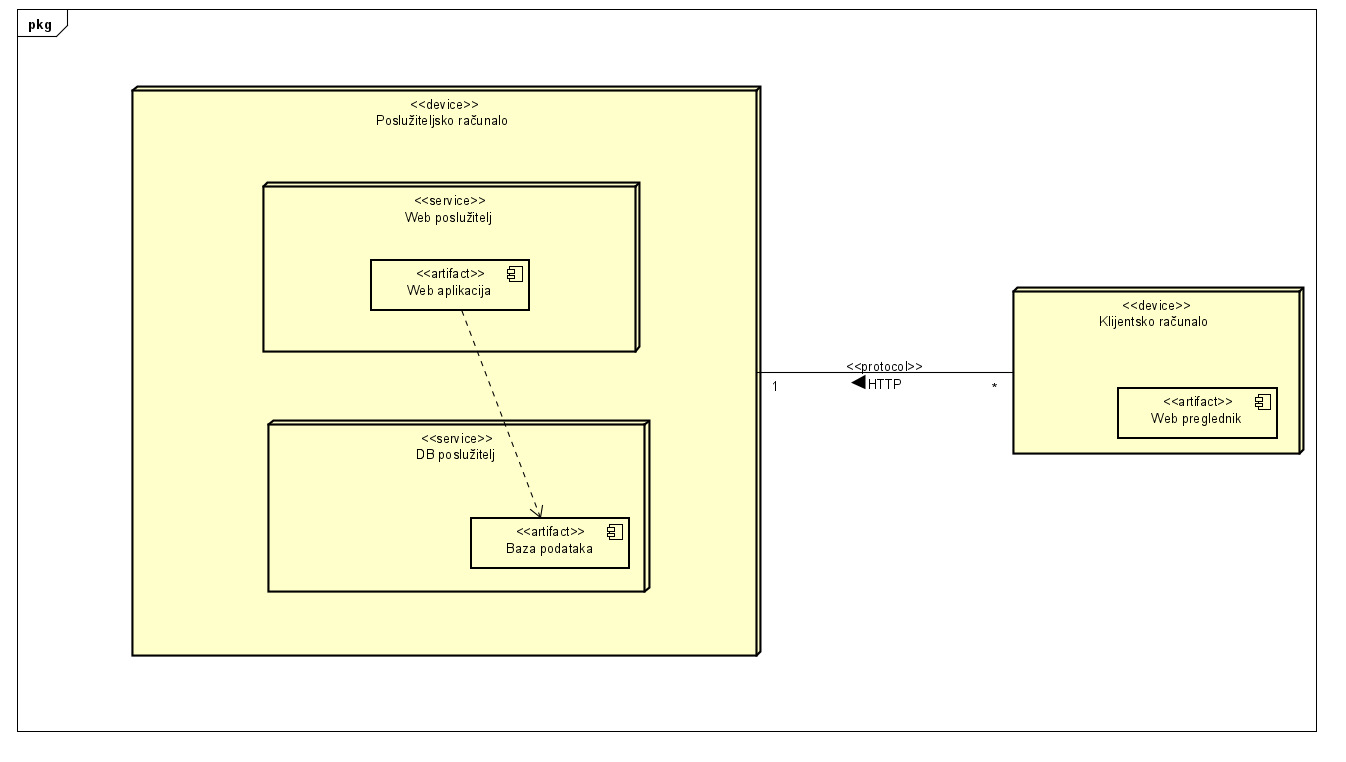 pkg
<<device>>
Poslužiteljsko računalo
<<service>>
Web poslužitelj
<<artifact>>
Web aplikacija
<<service>>
DB poslužitelj
<<artifact>>
Baza podataka
<<protocol>>
HTTP
1
*
<<device>>
Klijentsko računalo
<<artifact>>
Web preglednik